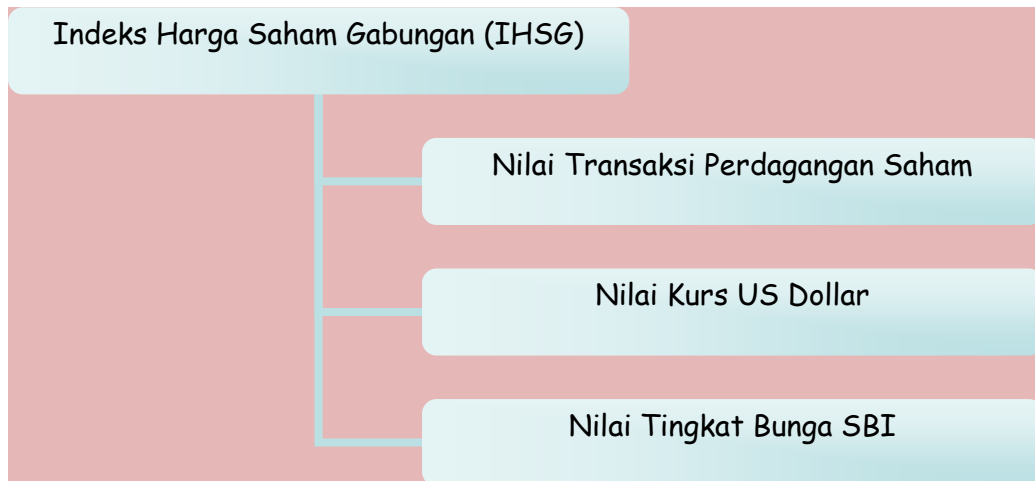 Indeks Harga Saham Gabungan (IHSG)
Nilai Transaksi Perdagangan Saham
Nilai Kurs US Dollar
Nilai Tingkat Bunga SBI